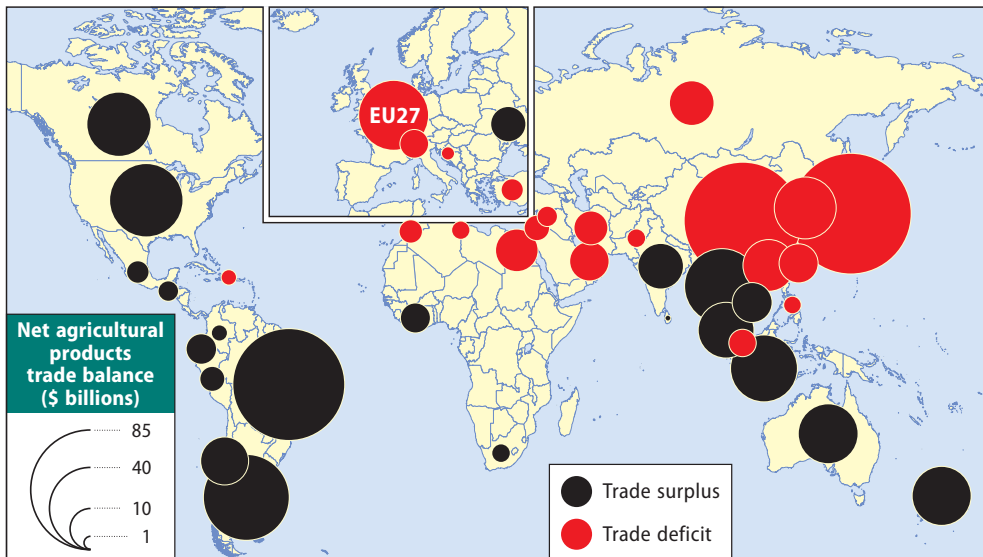 EU27
Net agricultural
products
trade balance
($ billions)
85
40
10
1
Trade surplus
Trade deficit